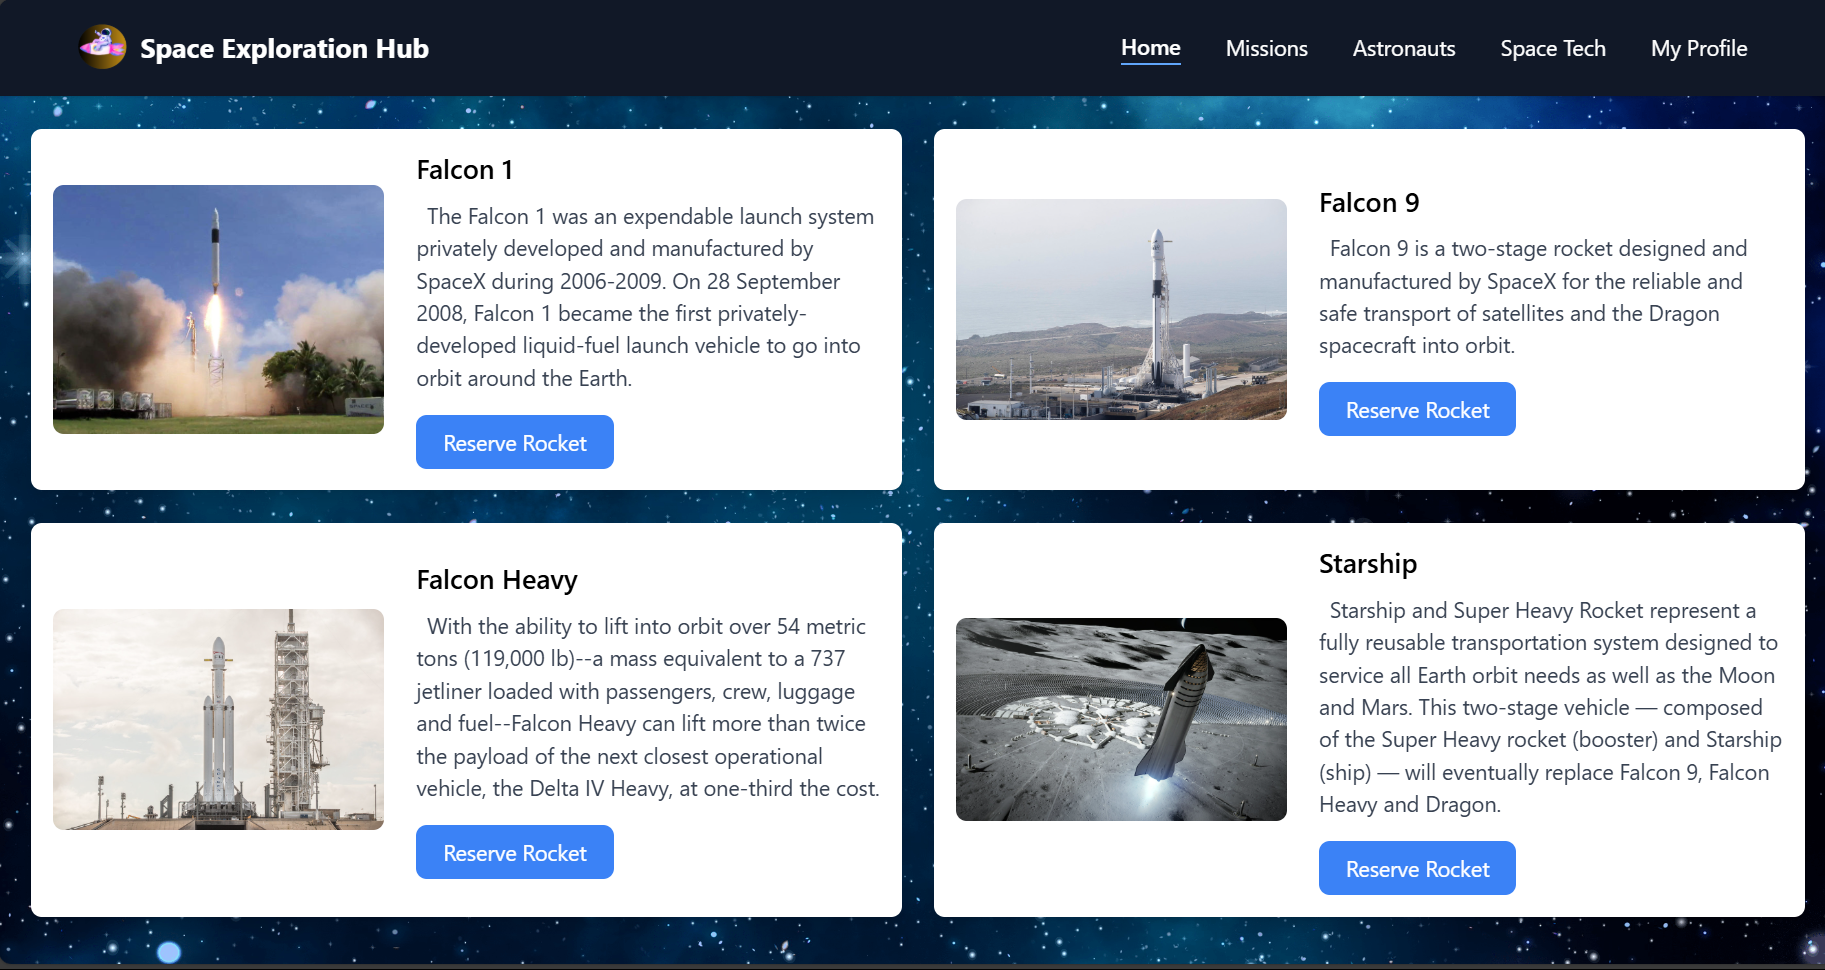 Space Exploration Hub
Home
Missions
Astronauts
Space Tech
My Profile
Falcon 1
The Falcon 1 was an expendable launch system
privately developed and manufactured by
SpaceX during 2006-2009. On 28 September
2008, Falcon 1 became the first privately-
developed liquid-fuel launch vehicle to go into
orbit around the Earth.
Reserve Rocket
Falcon 9
Falcon 9 is a two-stage rocket designed and
manufactured by SpaceX for the reliable and
safe transport of satellites and the Dragon
spacecraft into orbit.
Reserve Rocket
Falcon Heavy
With the ability to lift into orbit over 54 metric
tons (119,000 lb)--a mass equivalent to a 737
jetliner loaded with passengers, crew, luggage
and fuel--Falcon Heavy can lift more than twice
the payload of the next closest operational
vehicle, the Delta IV Heavy, at one-third the cost.
Reserve Rocket
Starship
Starship and Super Heavy Rocket represent a
fully reusable transportation system designed to
service all Earth orbit needs as well as the Moon
and Mars. This two-stage vehicle — composed
of the Super Heavy rocket (booster) and Starship
(ship) — will eventually replace Falcon 9, Falcon
Heavy and Dragon.
Reserve Rocket